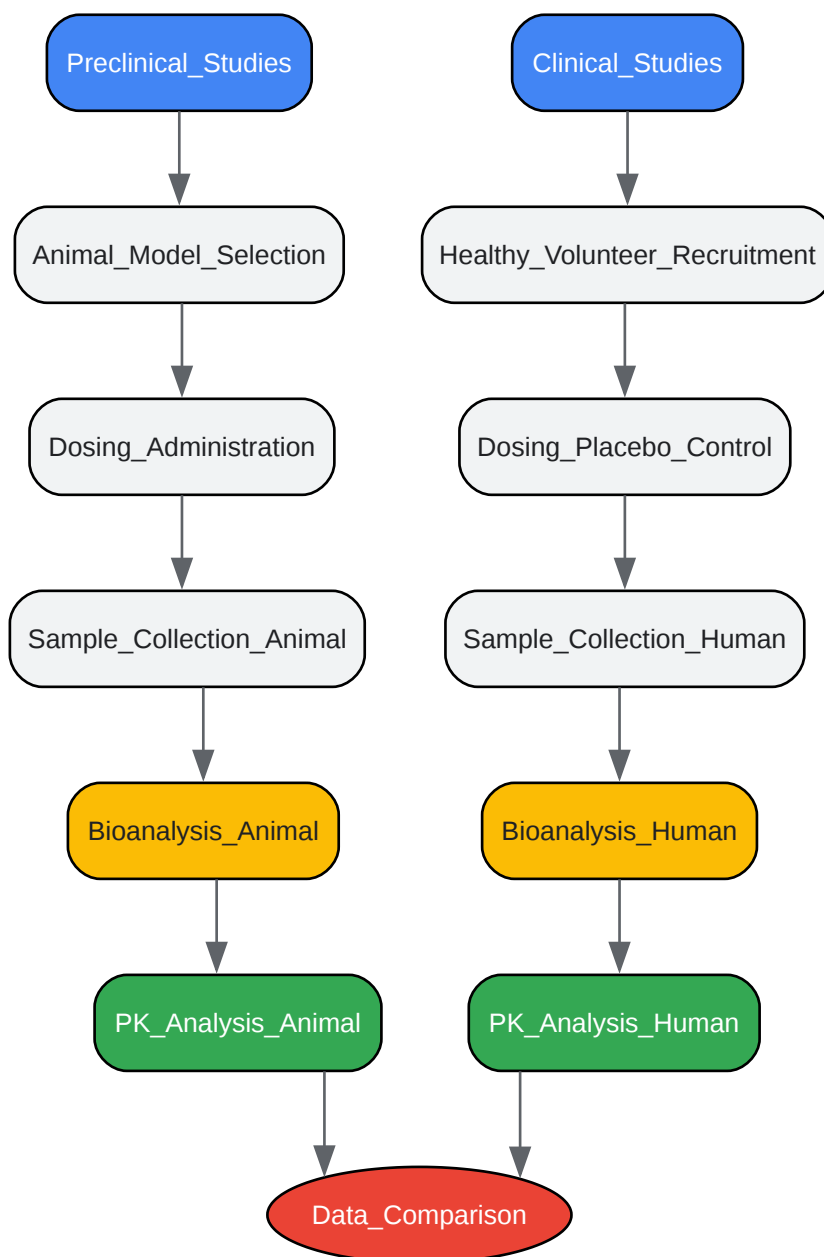 Preclinical_Studies
Clinical_Studies
Animal_Model_Selection
Healthy_Volunteer_Recruitment
Dosing_Administration
Dosing_Placebo_Control
Sample_Collection_Animal
Sample_Collection_Human
Bioanalysis_Animal
Bioanalysis_Human
PK_Analysis_Animal
PK_Analysis_Human
Data_Comparison